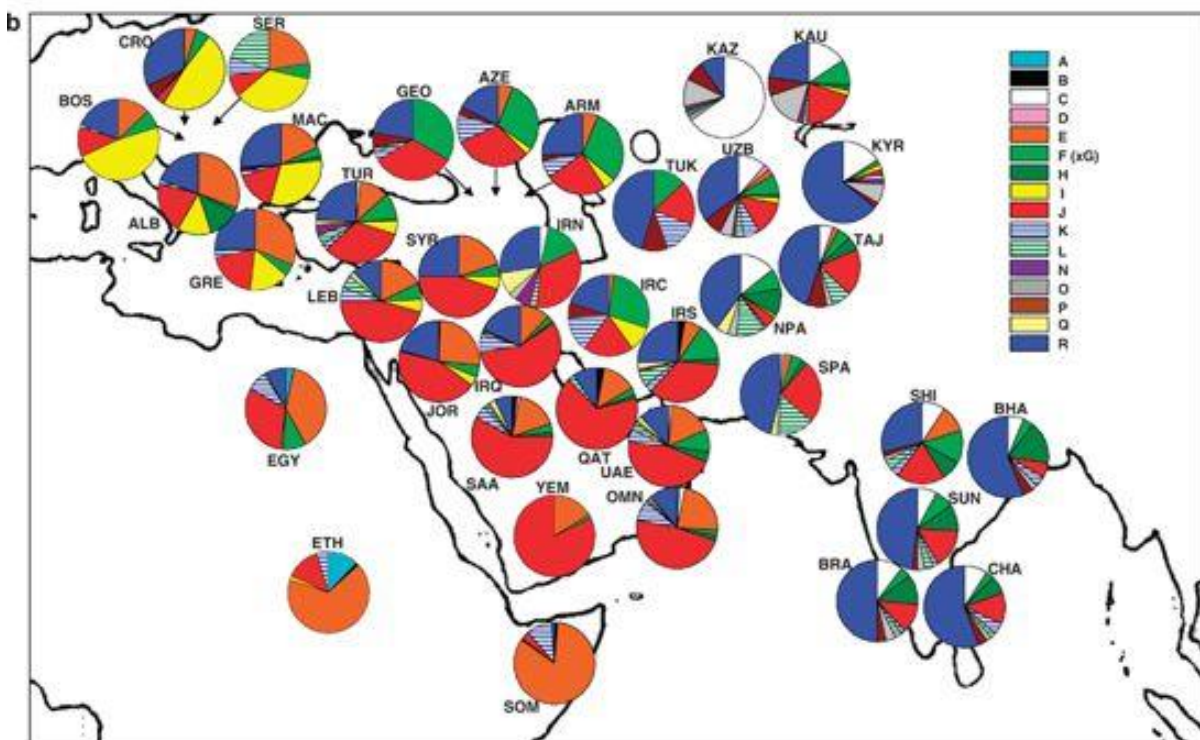 b
CRO
SER
BOS
MAC
ALB
GRE
TUR
GEO
AZE
ARM
KAZ
KAU
KYR
UZB
TUK
TAJ
SYR
LEB
IRN
IRC
IRS
NPA
SPA
JOR
IRQ
EGY
SAA
QAT
UAE
YEM
OMN
ETH
SOM
SHI
BHA
SUN
BRA
CHA
A
B
C
D
E
F (xG)
H
I
J
K
L
N
O
P
Q
R